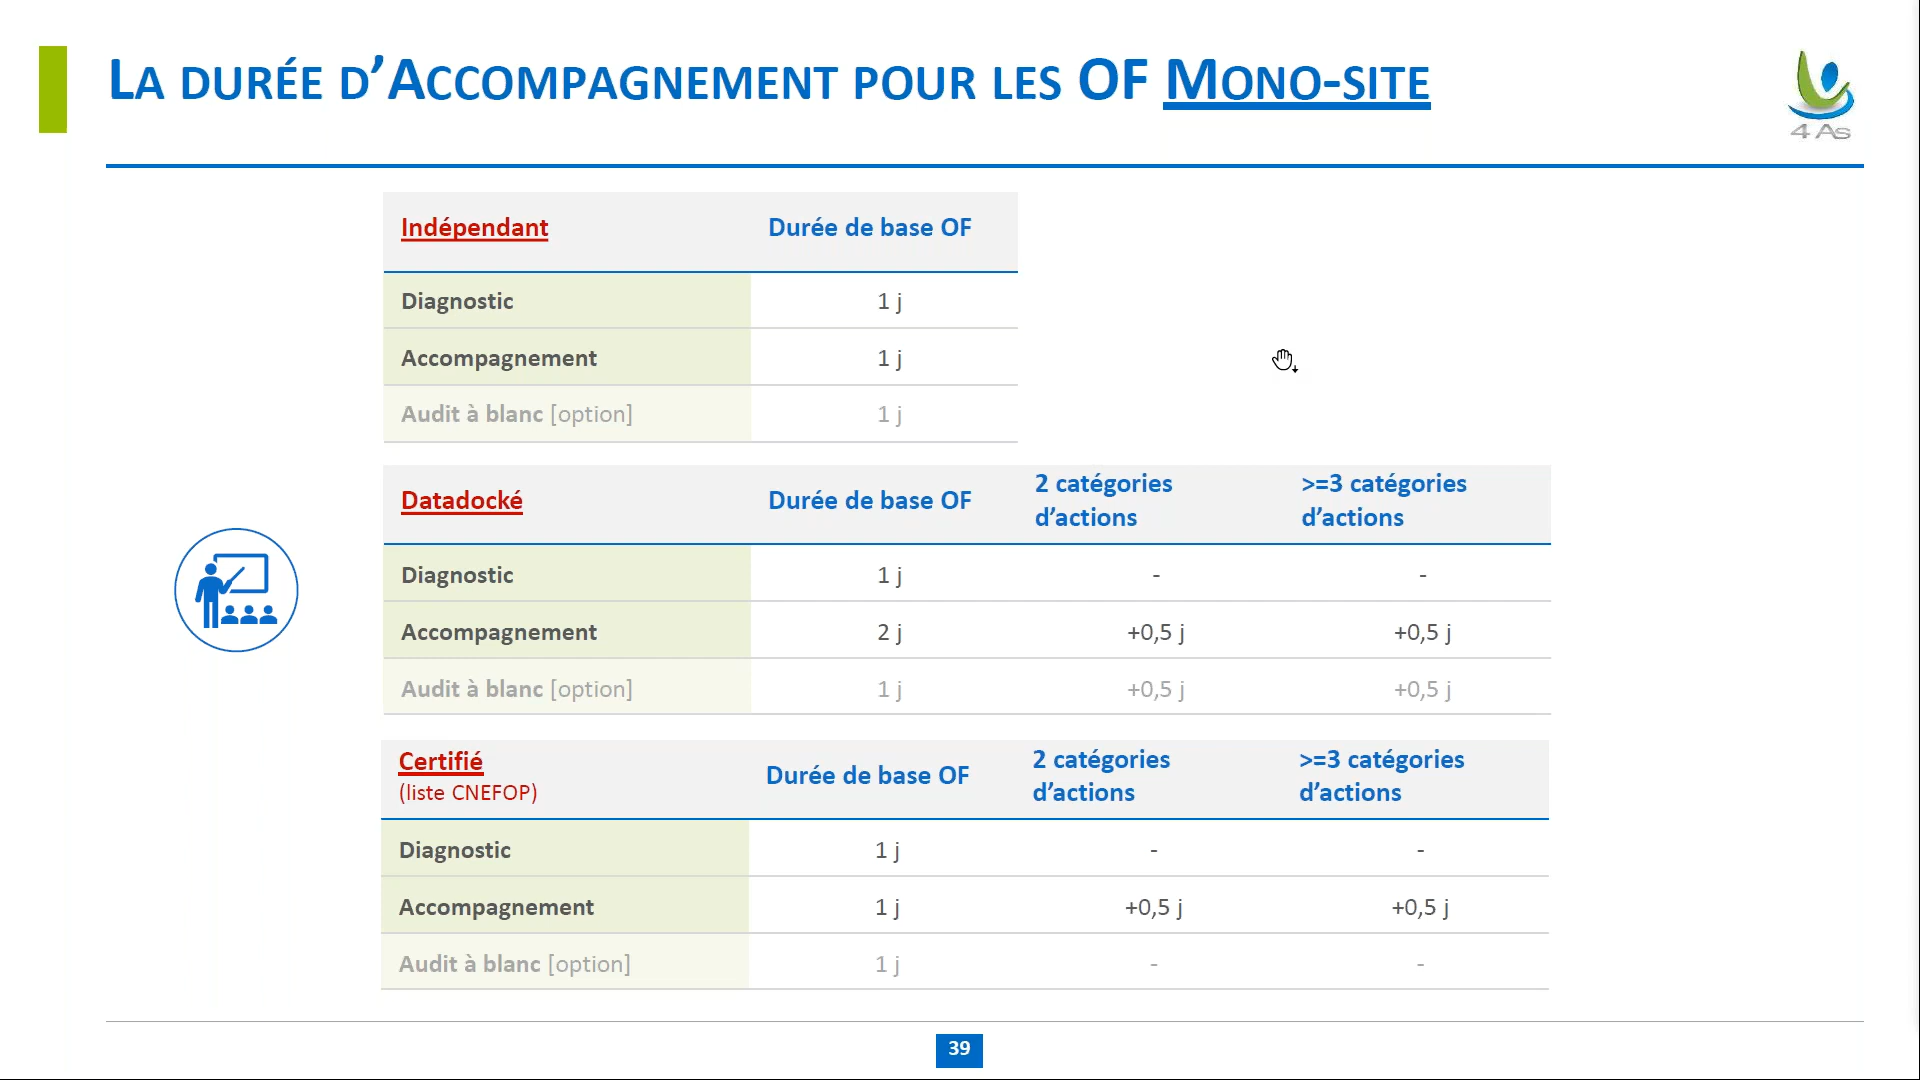 LA DURÉE D’ACCOMPAGNEMENT POUR LES OF MONO-SITE
4 As
Indépendant Durée de base OF
Diagnostic 1 j
Accompagnement 1 j
Audit à blanc [option] 1 j
Datadocké Durée de base OF 2 catégories d’actions >=3 catégories d’actions
Diagnostic 1 j - -
Accompagnement 2 j +0,5 j +0,5 j
Audit à blanc [option] 1 j +0,5 j +0,5 j
Certifié (liste CNEFOP) Durée de base OF 2 catégories d’actions >=3 catégories d’actions
Diagnostic 1 j - -
Accompagnement 1 j +0,5 j +0,5 j
Audit à blanc [option] 1 j - -
39